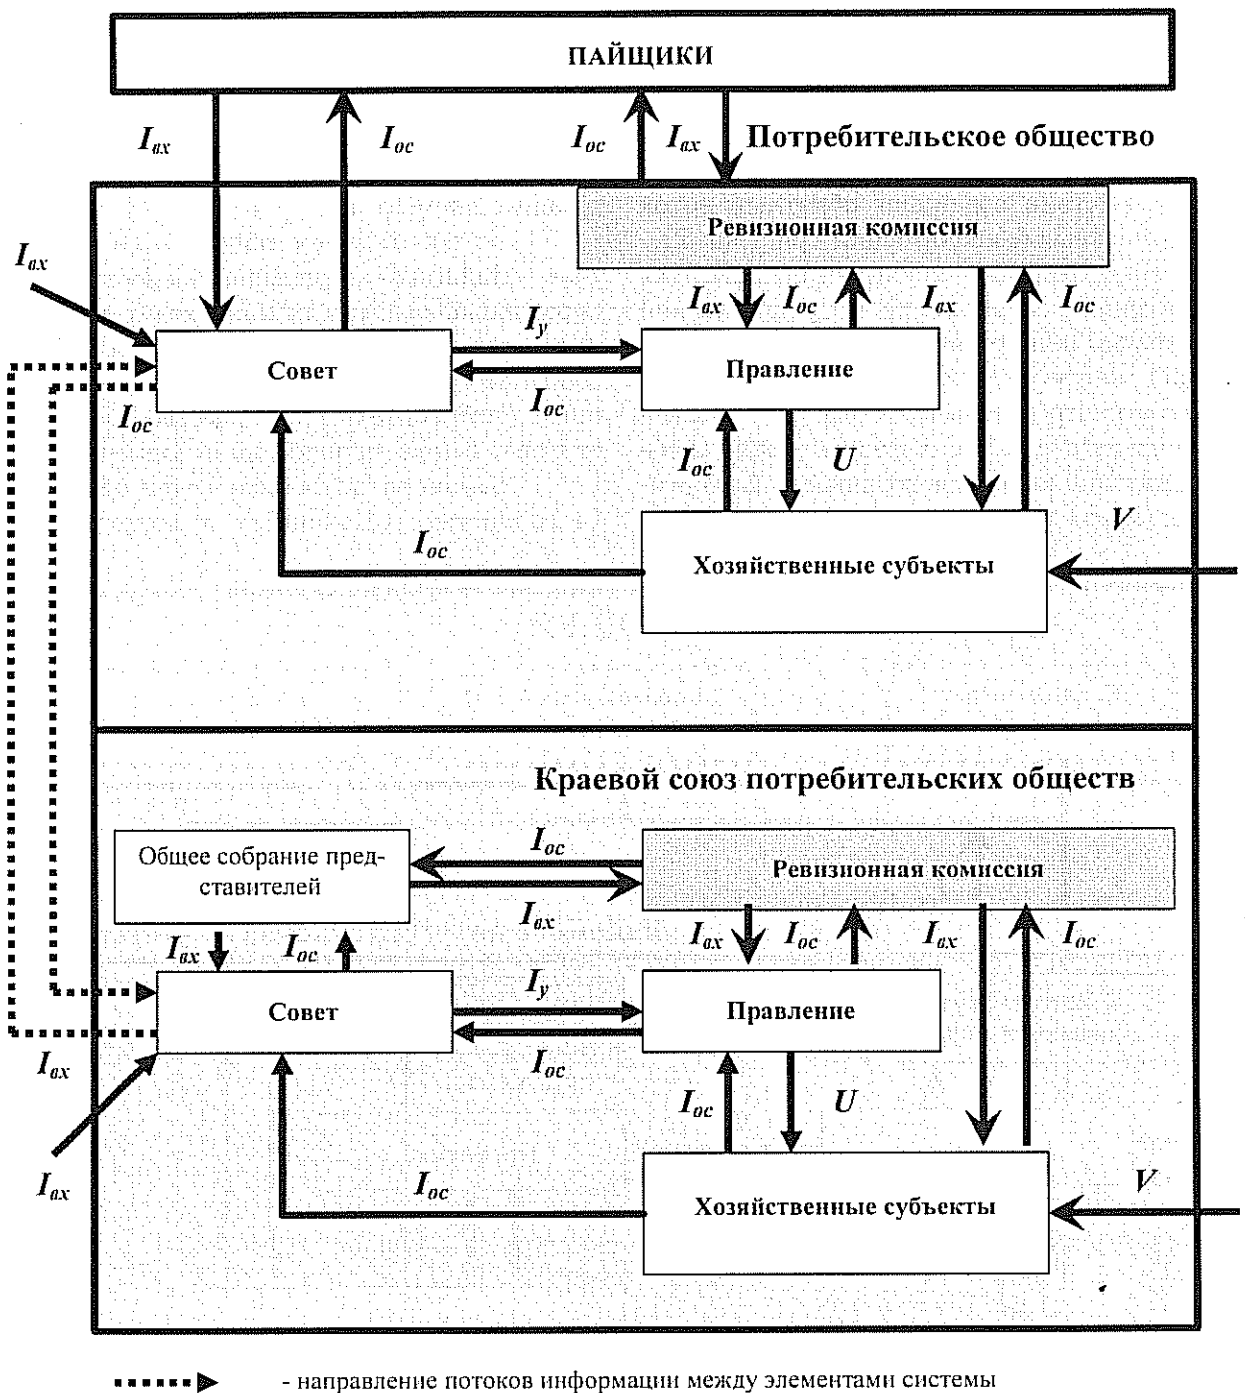 ПАЙЩИКИ
Iвх
Iос
Iос
Iвх
Потребительское общество
Ревизионная комиссия
Iвх
Iвх
Iос
Iвх
Iос
Iу
Совет
Правление
Iос
Iос
Iос
U
V
Iос
Хозяйственные субъекты
Краевой союз потребительских обществ
Общее собрание пред-
ставителей
Iос
Ревизионная комиссия
Iвх
Iвх
Iос
Iвх
Iос
Iвх
Iос
Iу
Совет
Правление
Iос
Iвх
Iос
U
Iвх
Iос
V
Хозяйственные субъекты
- направление потоков информации между элементами системы